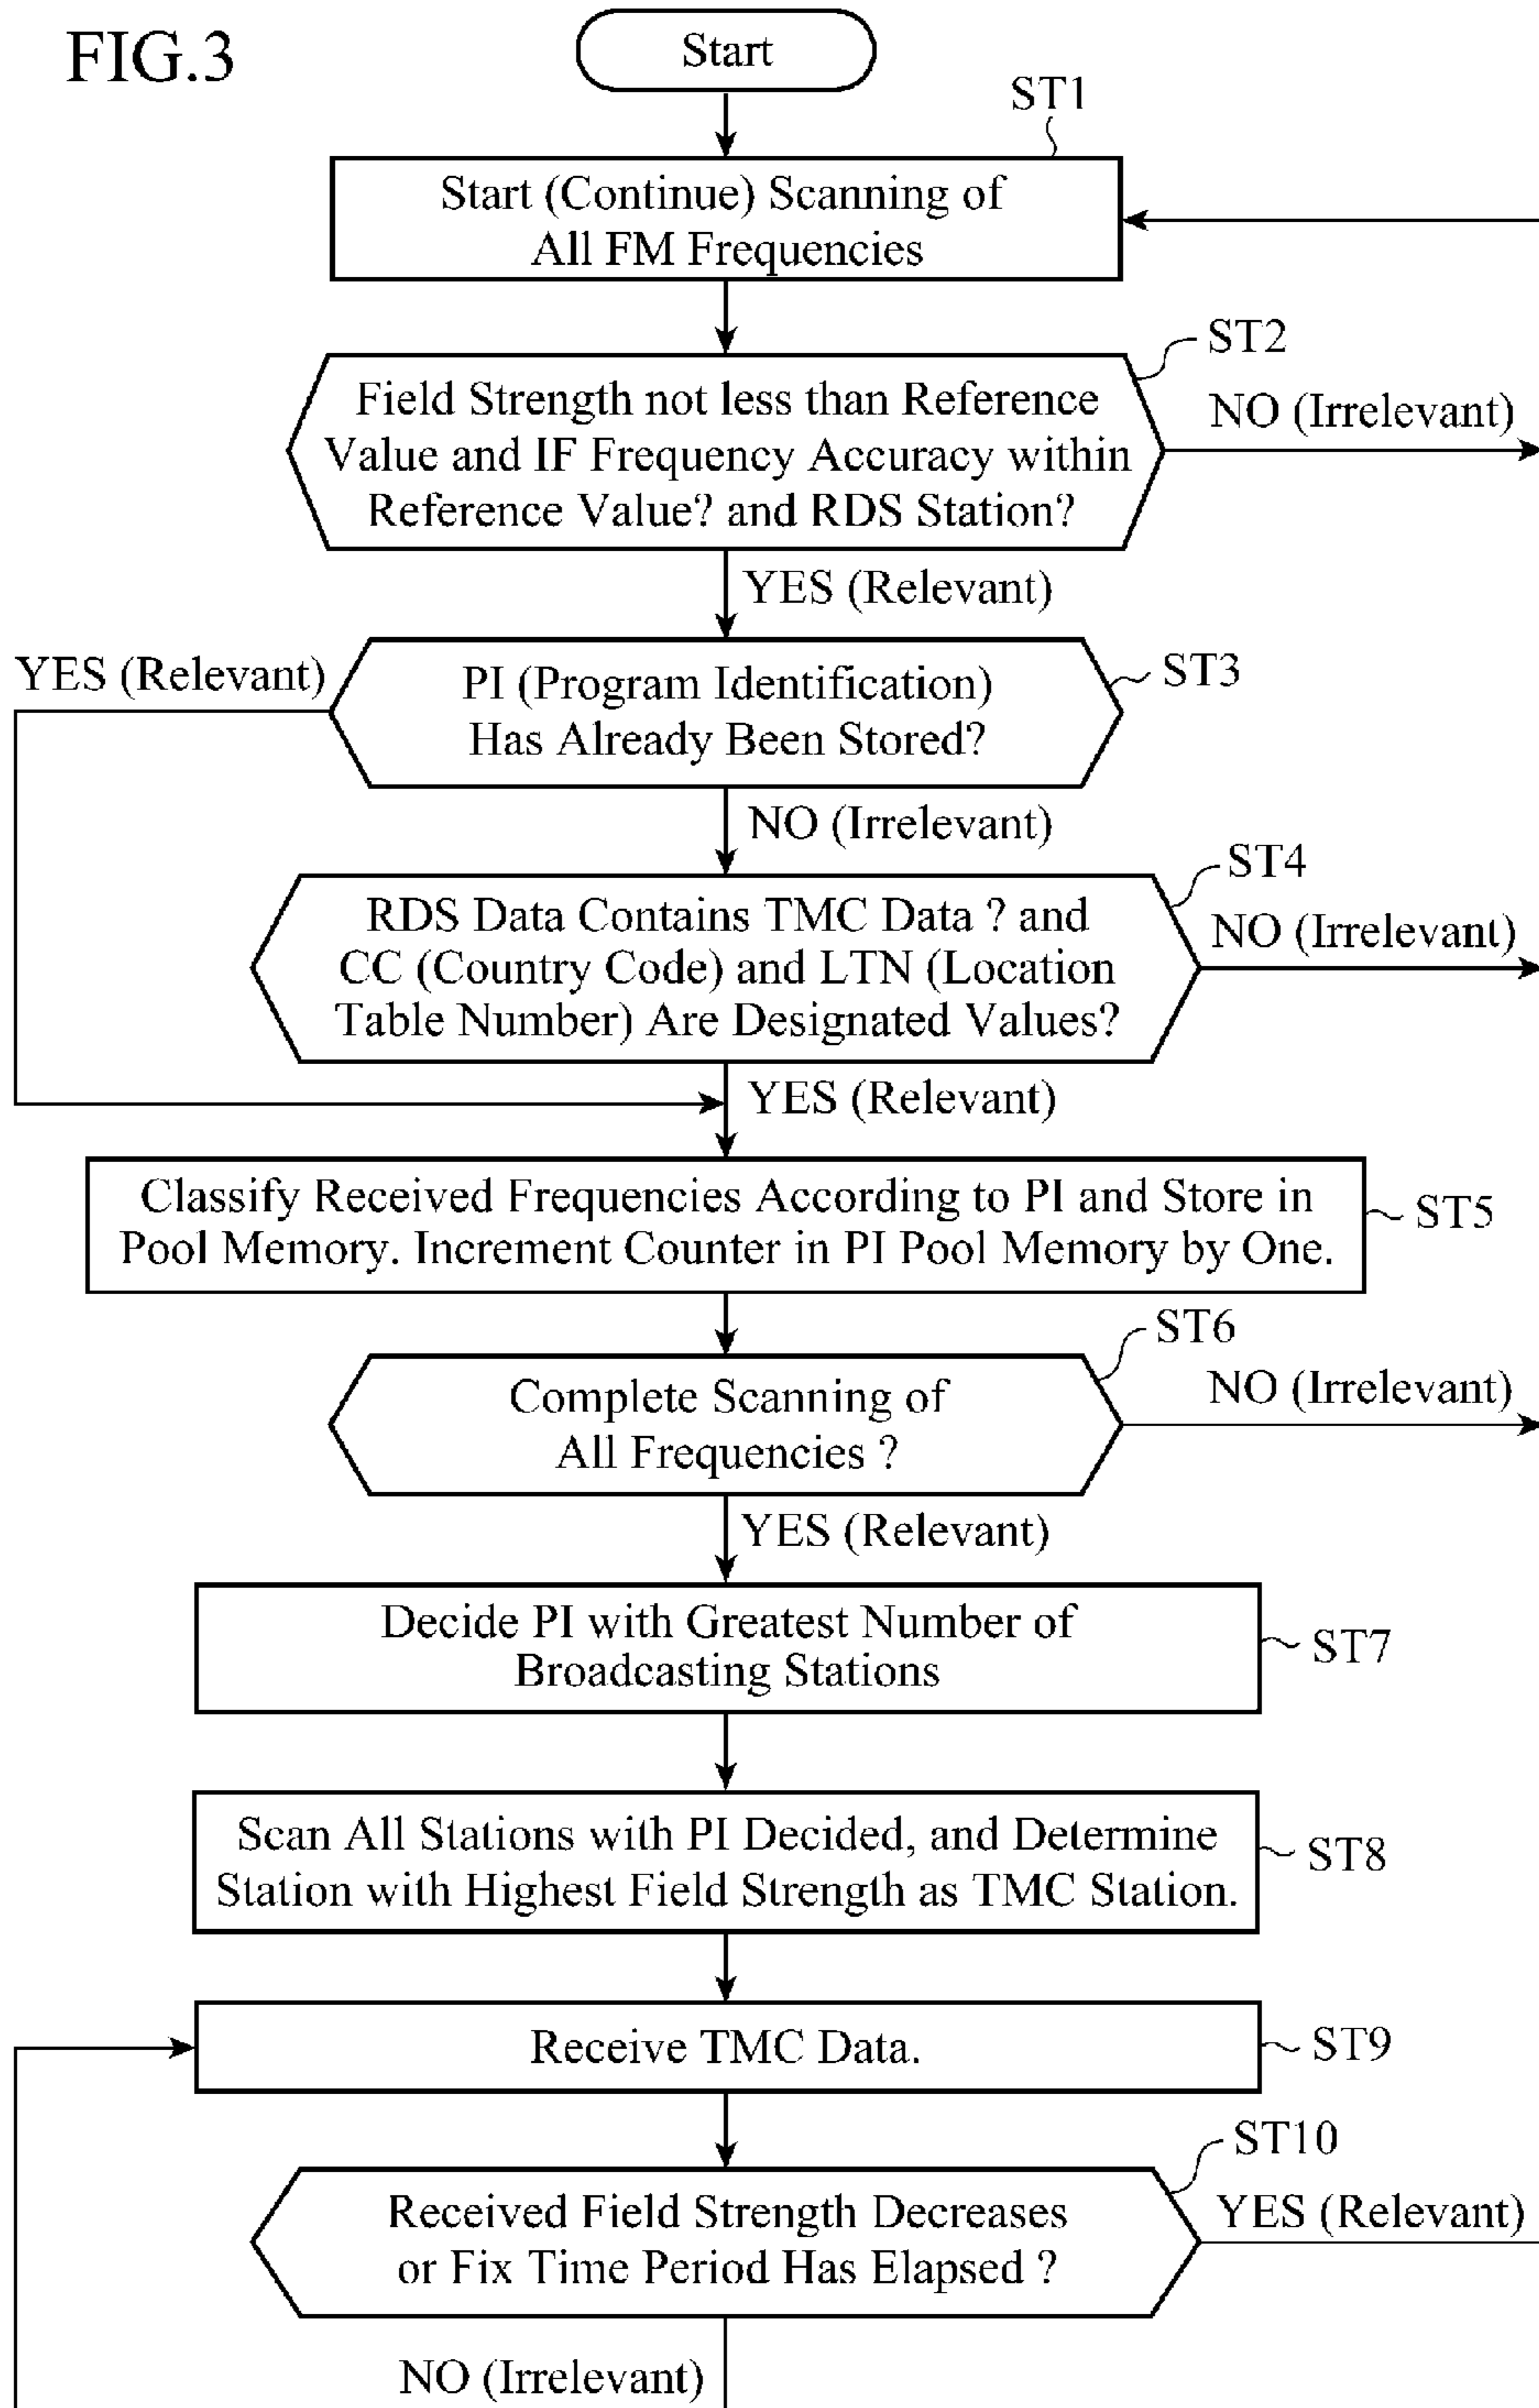 FIG.3
Start
ST1
Start (Continue) Scanning of
All FM Frequencies
ST2
Field Strength not less than Reference
Value and IF Frequency Accuracy within
Reference Value? and RDS Station?
NO (Irrelevant)
YES (Relevant)
YES (Relevant)
PI (Program Identification)
Has Already Been Stored?
ST3
NO (Irrelevant)
ST4
RDS Data Contains TMC Data ? and
CC (Country Code) and LTN (Location
Table Number) Are Designated Values?
NO (Irrelevant)
YES (Relevant)
Classify Received Frequencies According to PI and Store in
Pool Memory. Increment Counter in PI Pool Memory by One.
ST5
ST6
Complete Scanning of
All Frequencies ?
NO (Irrelevant)
YES (Relevant)
Decide PI with Greatest Number of
Broadcasting Stations
ST7
Scan All Stations with PI Decided, and Determine
Station with Highest Field Strength as TMC Station.
ST8
Receive TMC Data.
ST9
ST10
Received Field Strength Decreases
or Fix Time Period Has Elapsed ?
YES (Relevant)
NO (Irrelevant)